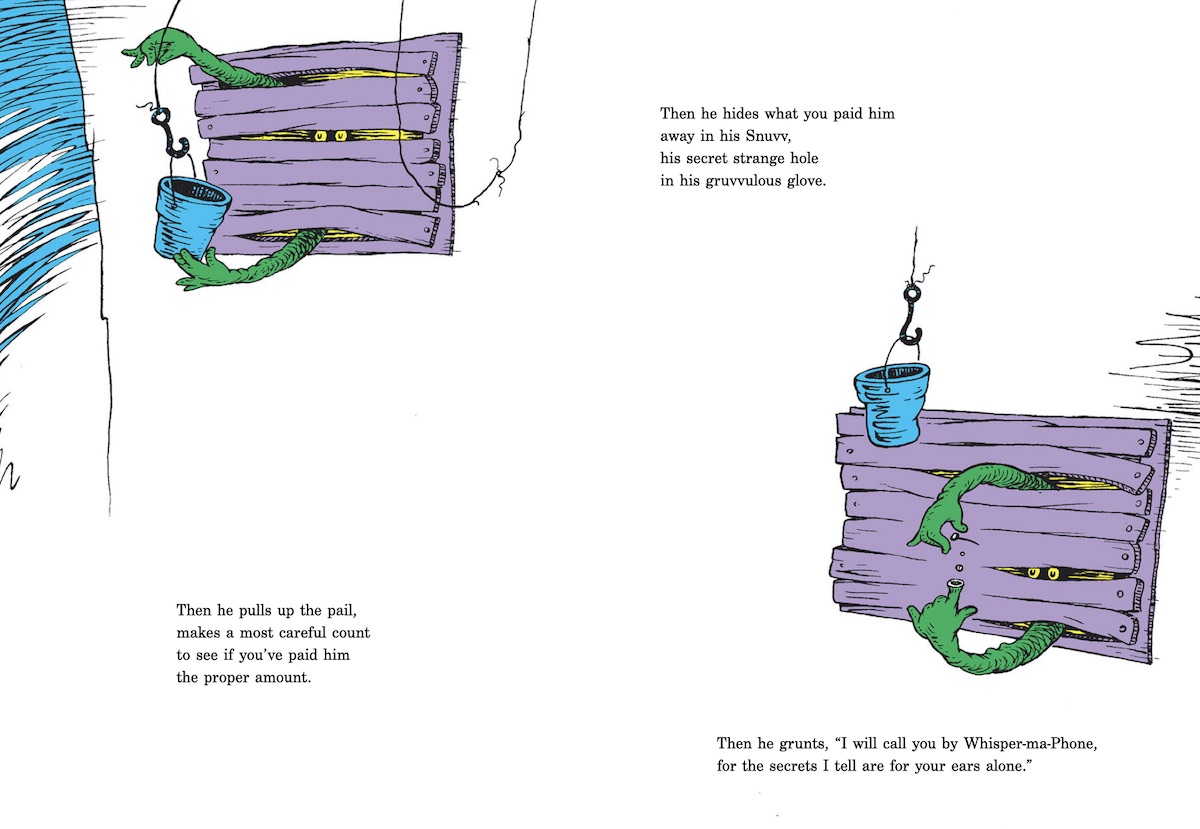 Then he pulls up the pail,
makes a most careful count
to see if you’ve paid him
the proper amount.
Then he hides what you paid him
away in his Snuvv,
his secret strange hole
in his gruvvulous glove.
Then he grunts, “I will call you by Whisper-ma-Phone,
for the secrets I tell are for your ears alone.”